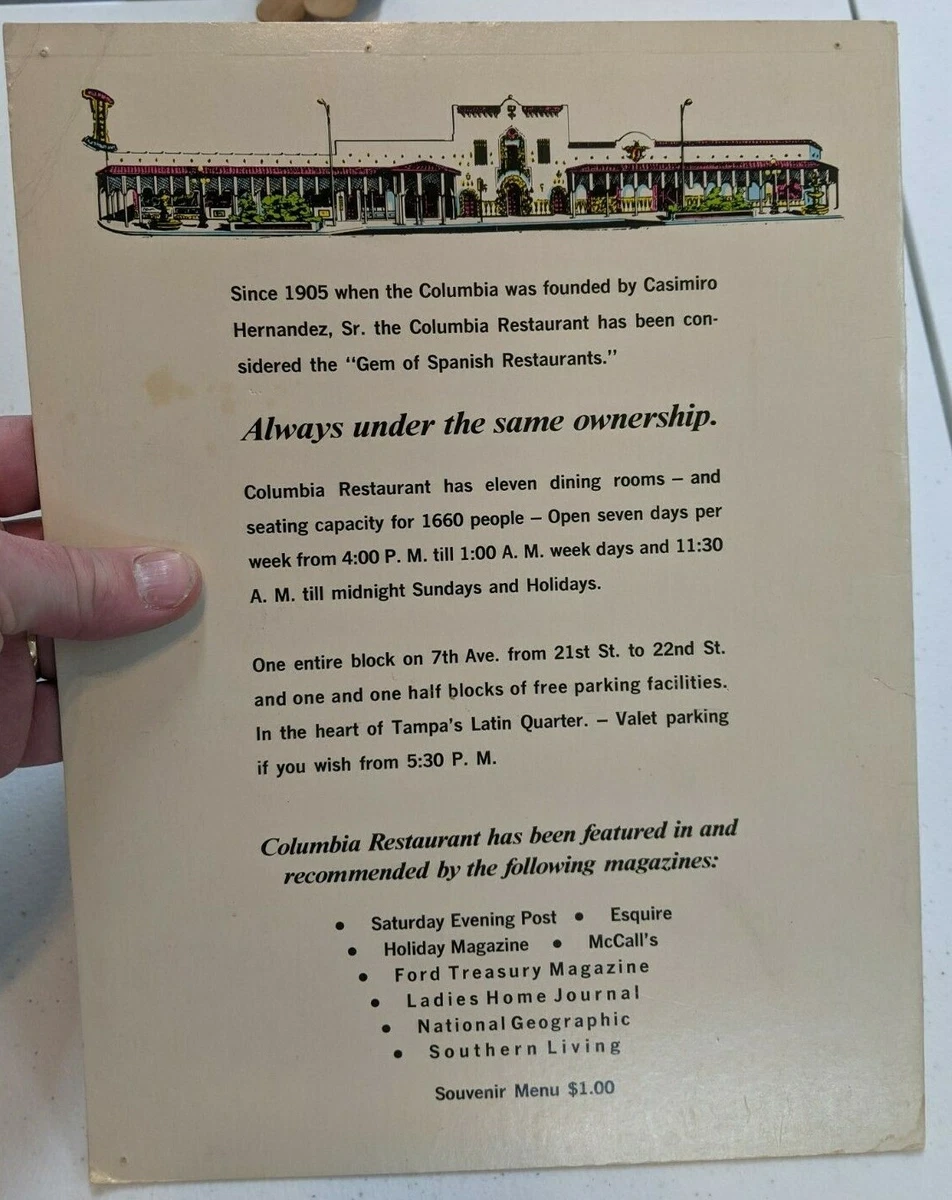 Since 1905 when the Columbia was founded by Casimiro
Hernandez, Sr. the Columbia Restaurant has been con-
sidered the “Gem of Spanish Restaurants.”
Always under the same ownership.
Columbia Restaurant has eleven dining rooms – and
seating capacity for 1660 people – Open seven days per
week from 4:00 P. M. till 1:00 A. M. week days and 11:30
A. M. till midnight Sundays and Holidays.
One entire block on 7th Ave. from 21st St. to 22nd St.
and one and one half blocks of free parking facilities.
In the heart of Tampa's Latin Quarter. – Valet parking
if you wish from 5:30 P. M.
Columbia Restaurant has been featured in and
recommended by the following magazines:
• Saturday Evening Post • Esquire
• Holiday Magazine • McCall's
• Ford Treasury Magazine
• Ladies Home Journal
• National Geographic
• Southern Living
Souvenir Menu $1.00